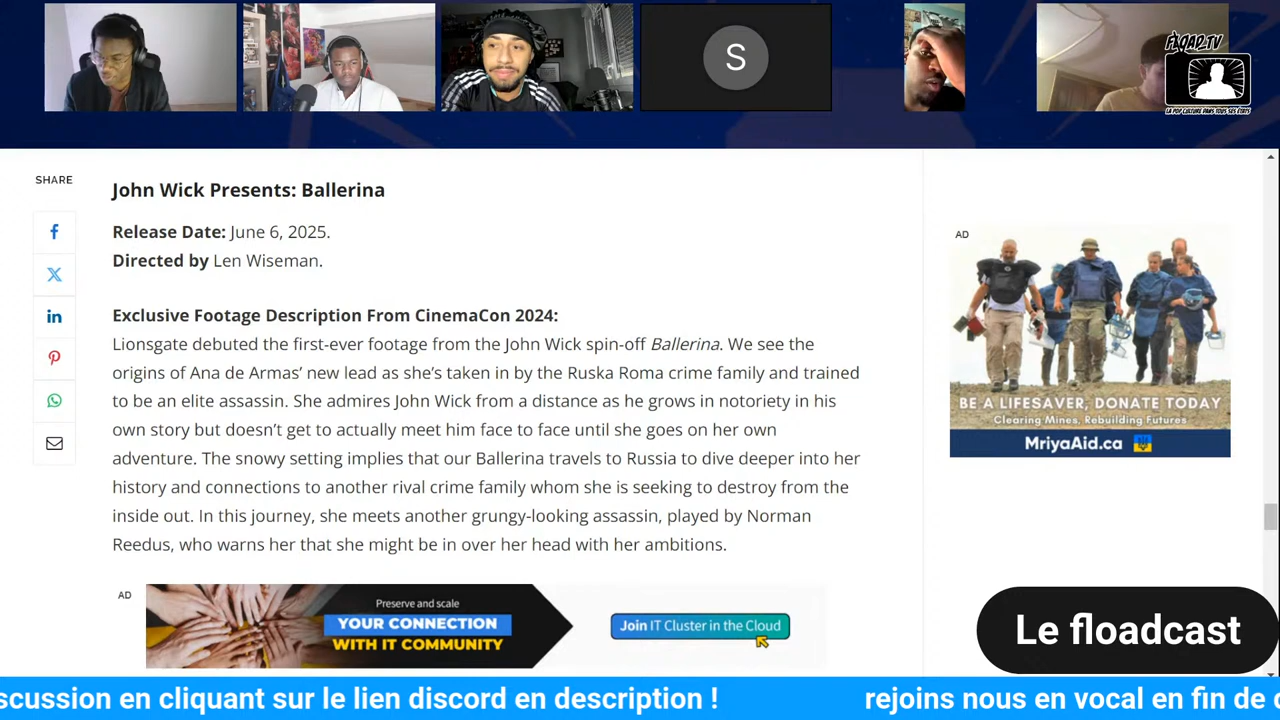 S
FLOAD.TV
LA POP CULTURE DANS TOUS SES ÉTATS
SHARE
John Wick Presents: Ballerina
Release Date: June 6, 2025.
Directed by Len Wiseman.
Exclusive Footage Description From CinemaCon 2024:
Lionsgate debuted the first-ever footage from the John Wick spin-off Ballerina. We see the
origins of Ana de Armas’ new lead as she’s taken in by the Ruska Roma crime family and trained
to be an elite assassin. She admires John Wick from a distance as he grows in notoriety in his
own story but doesn’t get to actually meet him face to face until she goes on her own
adventure. The snowy setting implies that our Ballerina travels to Russia to dive deeper into her
history and connections to another rival crime family whom she is seeking to destroy from the
inside out. In this journey, she meets another grungy-looking assassin, played by Norman
Reedus, who warns her that she might be in over her head with her ambitions.
AD
BE A LIFESAVER, DONATE TODAY
Clearing Mines, Rebuilding Futures
MriyaAid.ca
AD
Preserve and scale
YOUR CONNECTION
WITH IT COMMUNITY
Join IT Cluster in the Cloud
Le floadcast
scussion en cliquant sur le lien discord en description ! rejoins nous en vocal en fin de